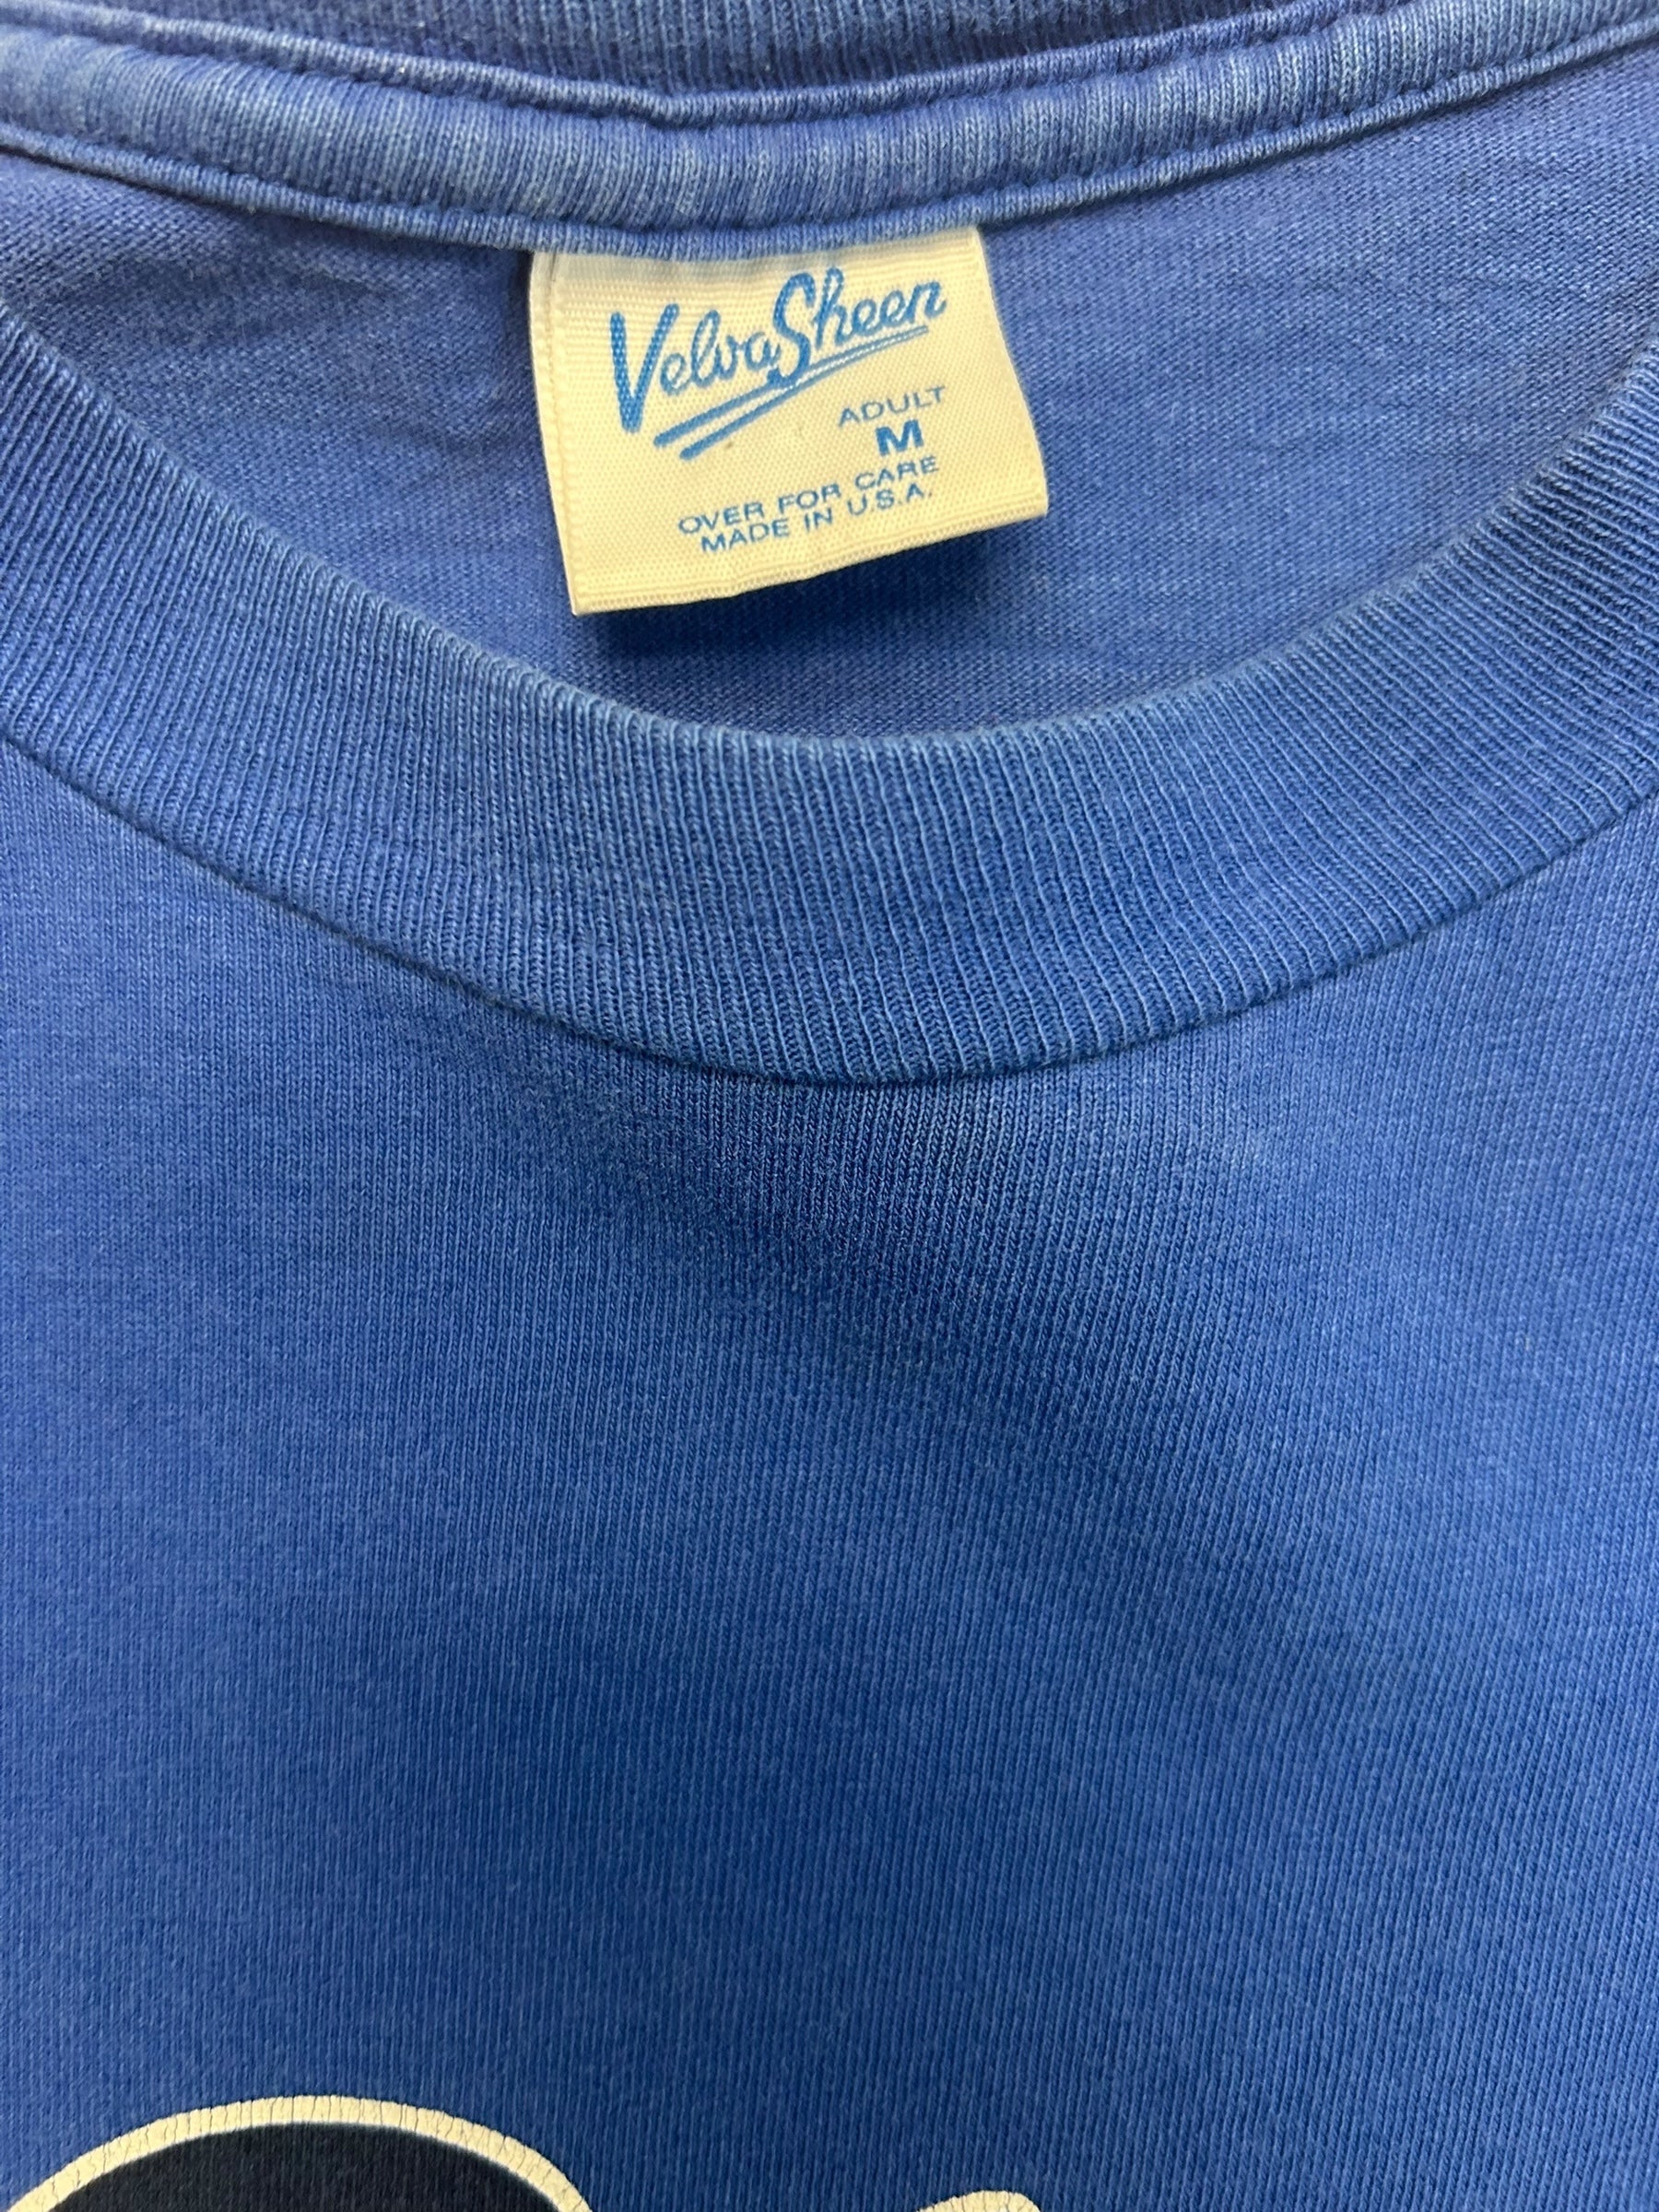 VelvaSheen
ADULT
M
OVER FOR CARE
MADE IN U.S.A.